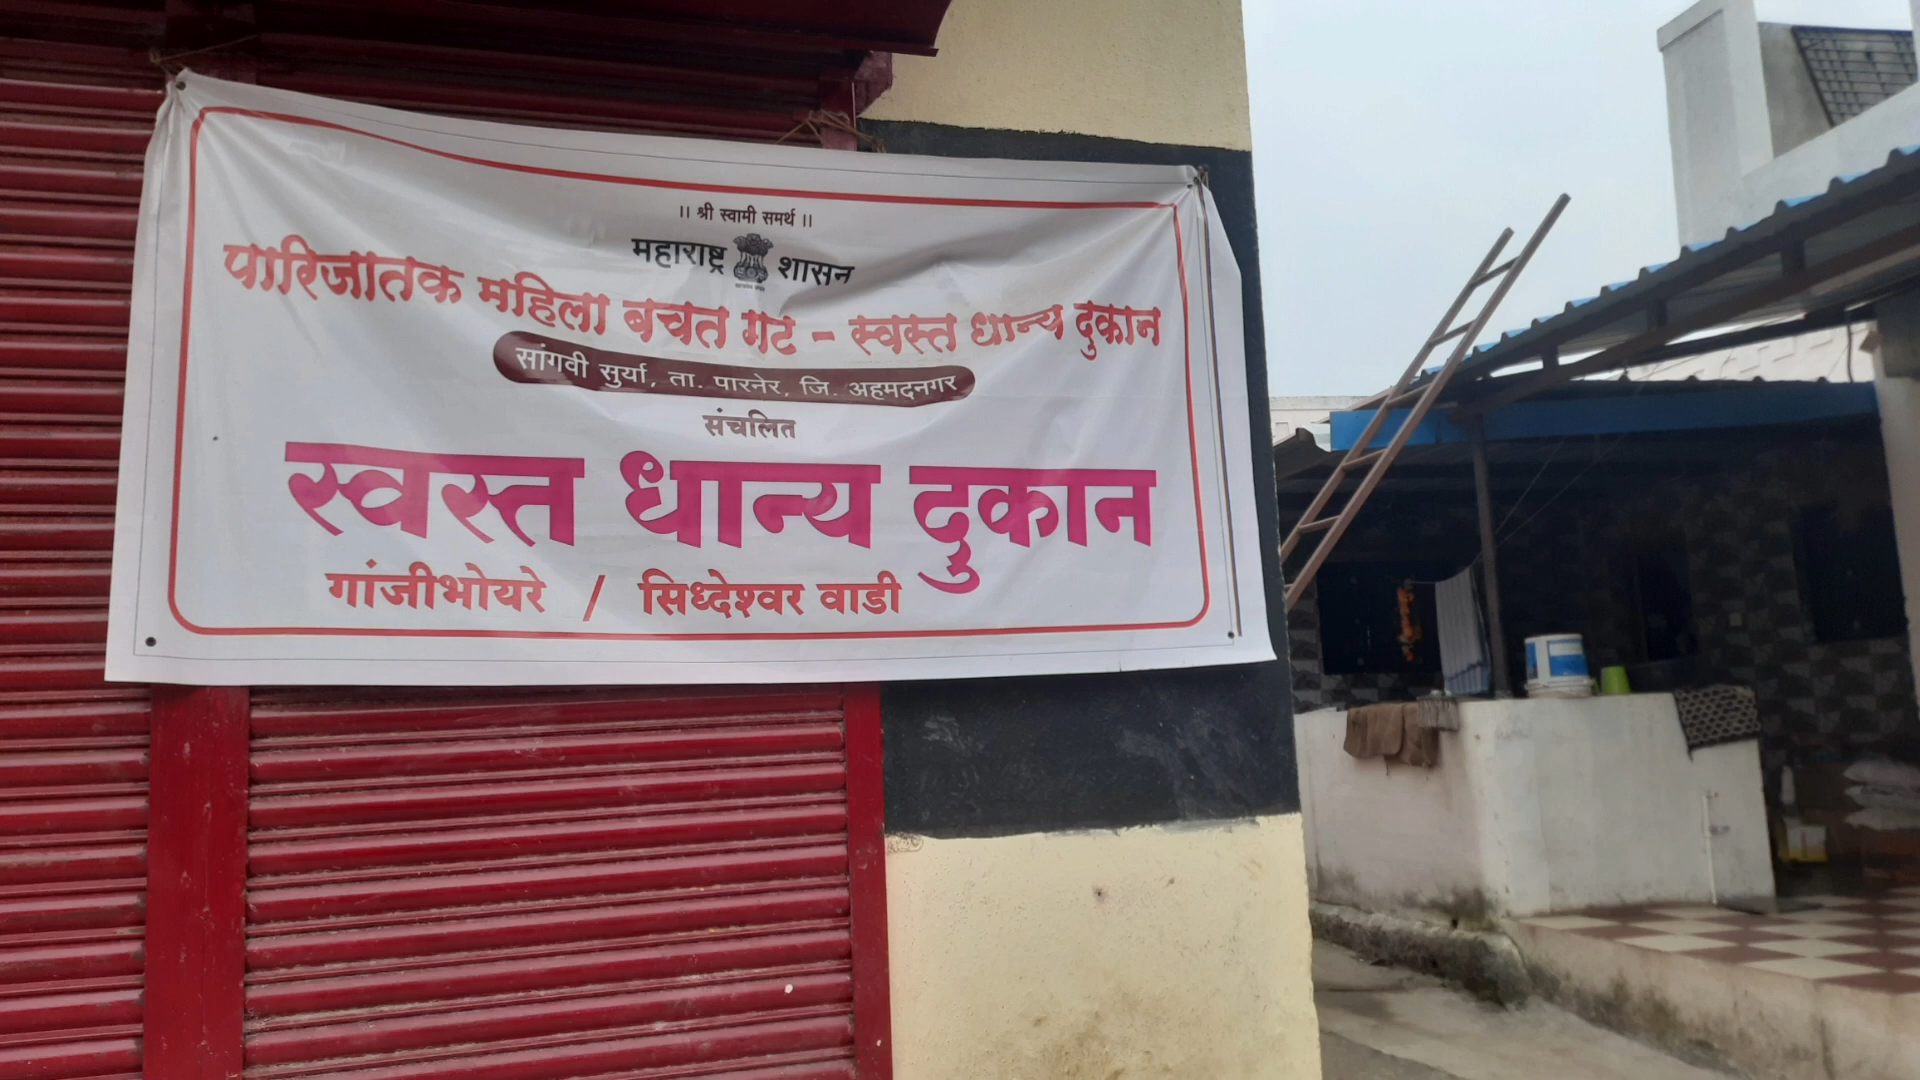 ।। श्री स्वामी समर्थ ।।
महाराष्ट्र शासन
पारिजातक महिला बचत गट - स्वस्त धान्य दुकान
सांगवी सुर्या, ता. पारनेर, जि. अहमदनगर
संचलित
स्वस्त धान्य दुकान
गांजीभोयरे / सिध्देश्वर वाडी